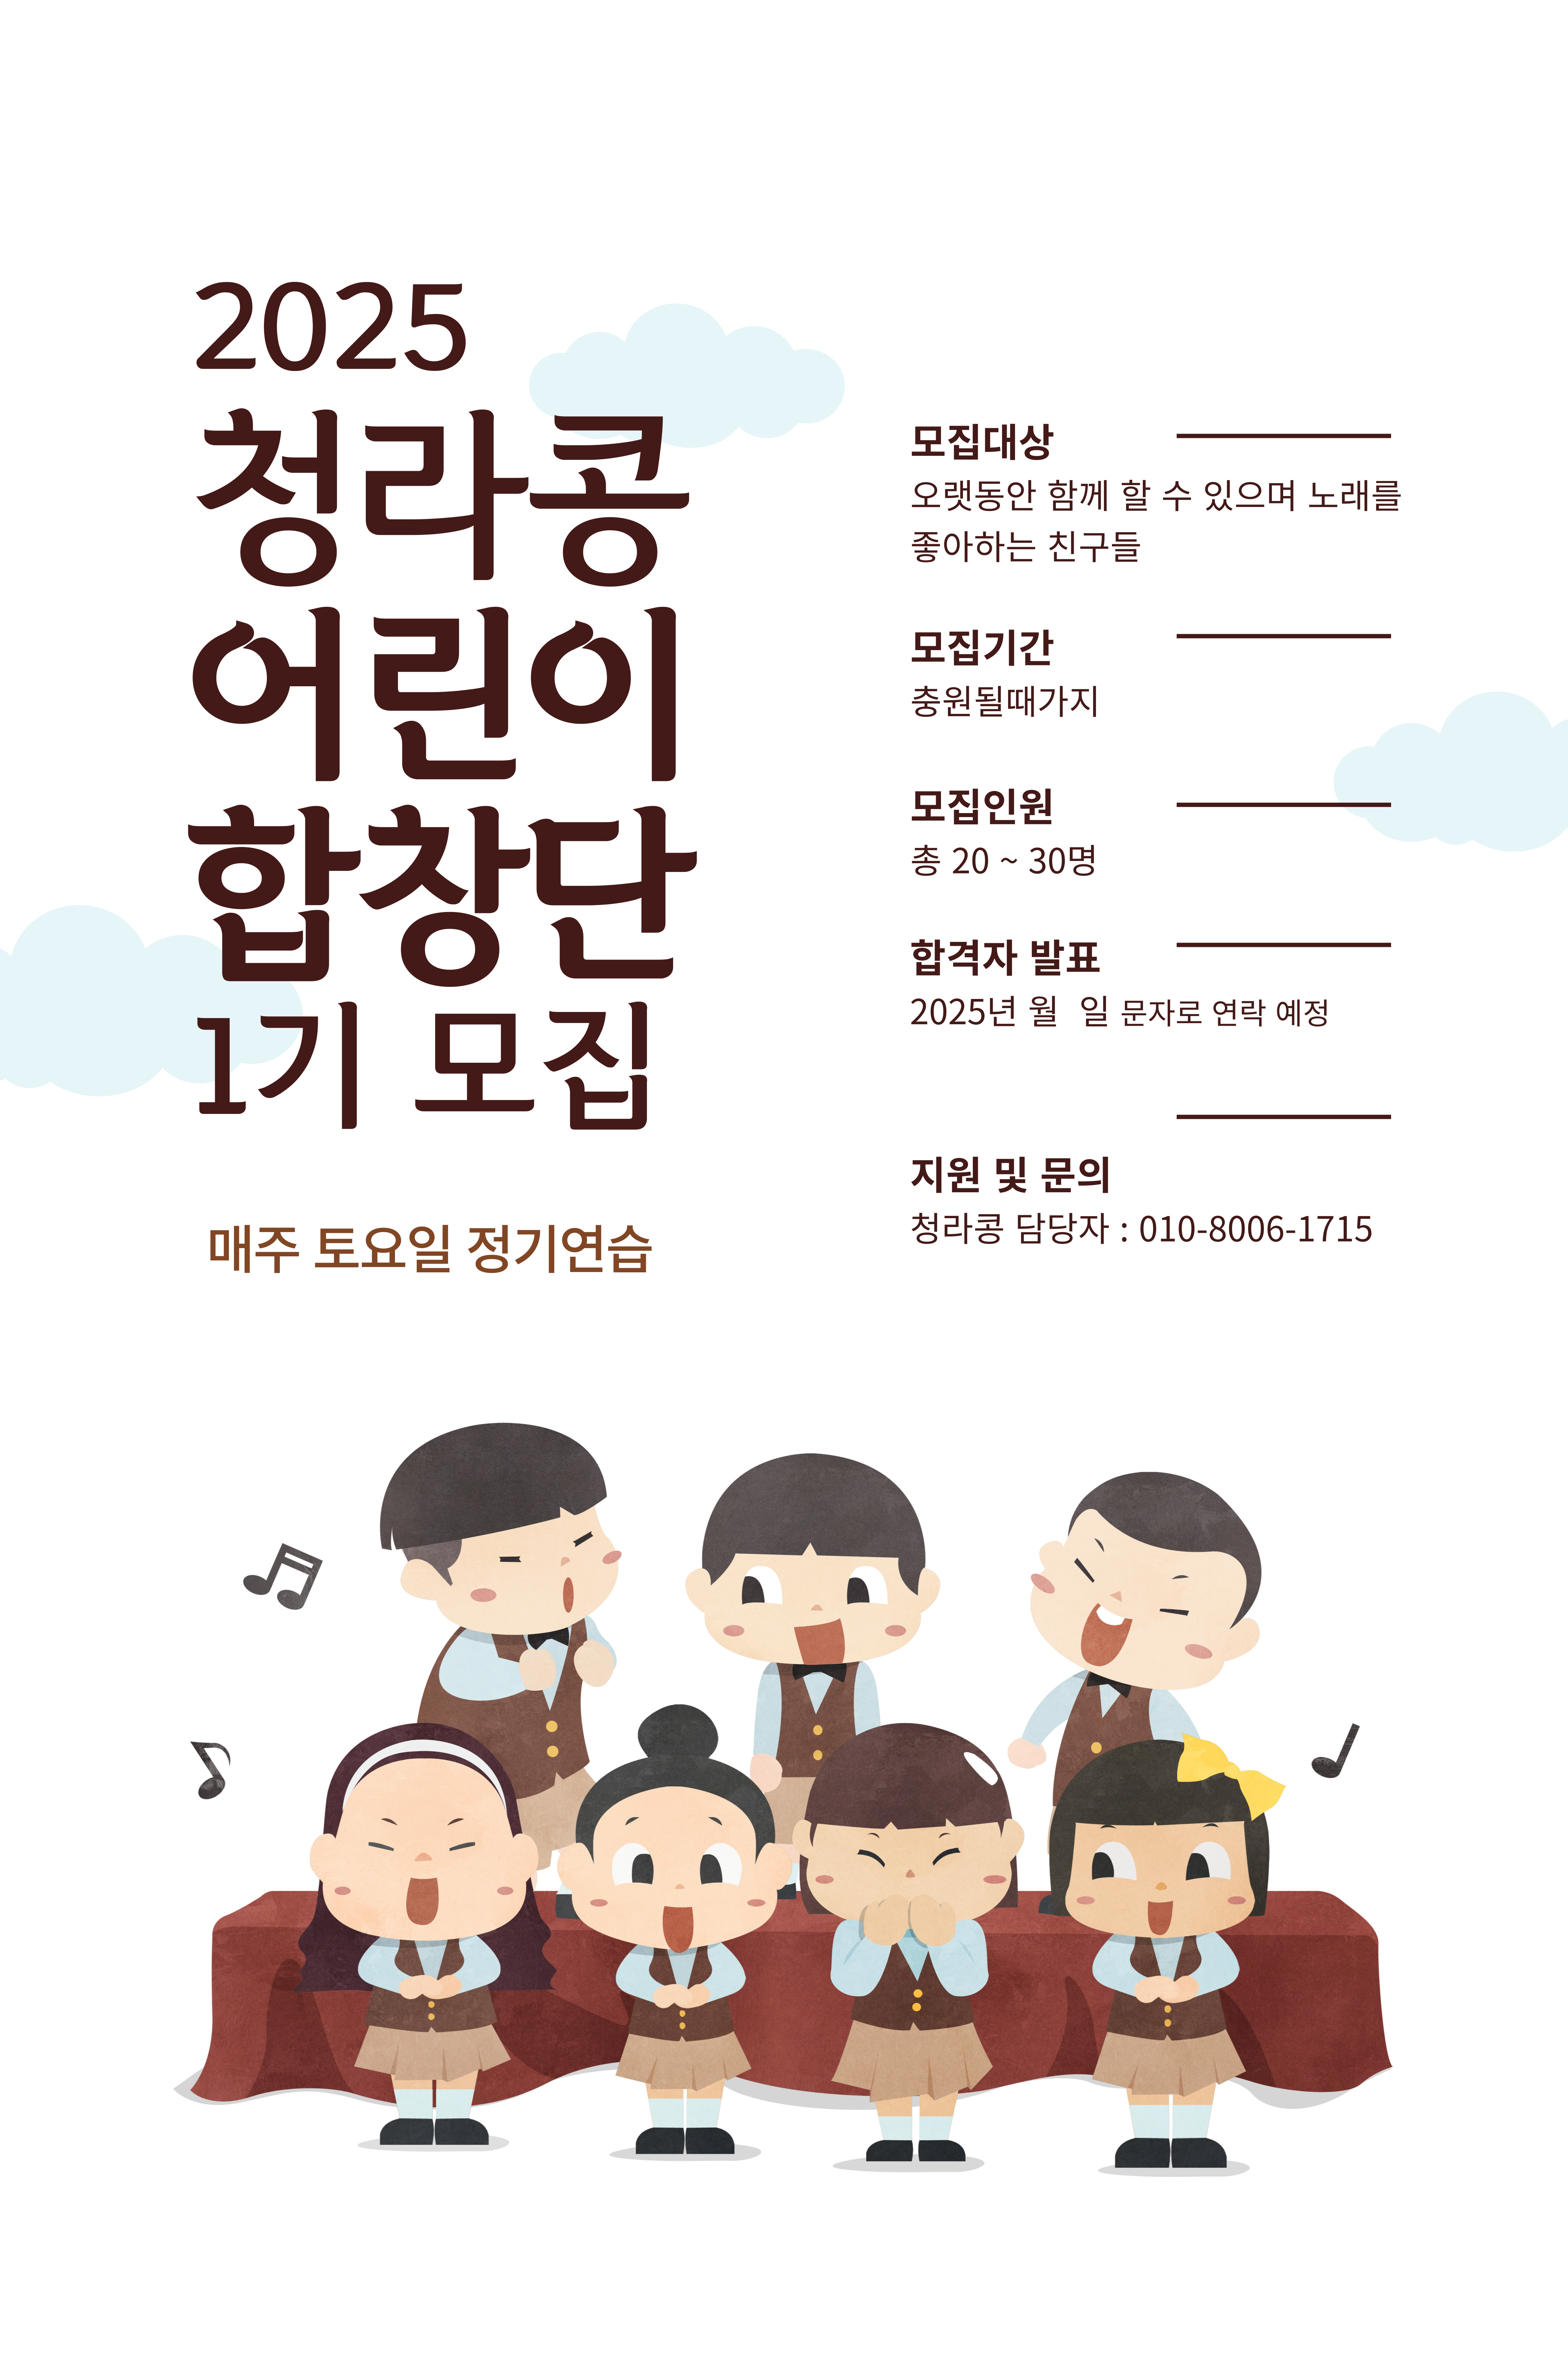 2025
청라콩
어린이
합창단
1기 모집
매주 토요일 정기연습
모집대상
오랫동안 함께 할 수 있으며 노래를
좋아하는 친구들
모집기간
충원될때가지
모집인원
총 20 ~ 30명
합격자 발표
2025년 월 일 문자로 연락 예정
지원 및 문의
청라콩 담당자 : 010-8006-1715